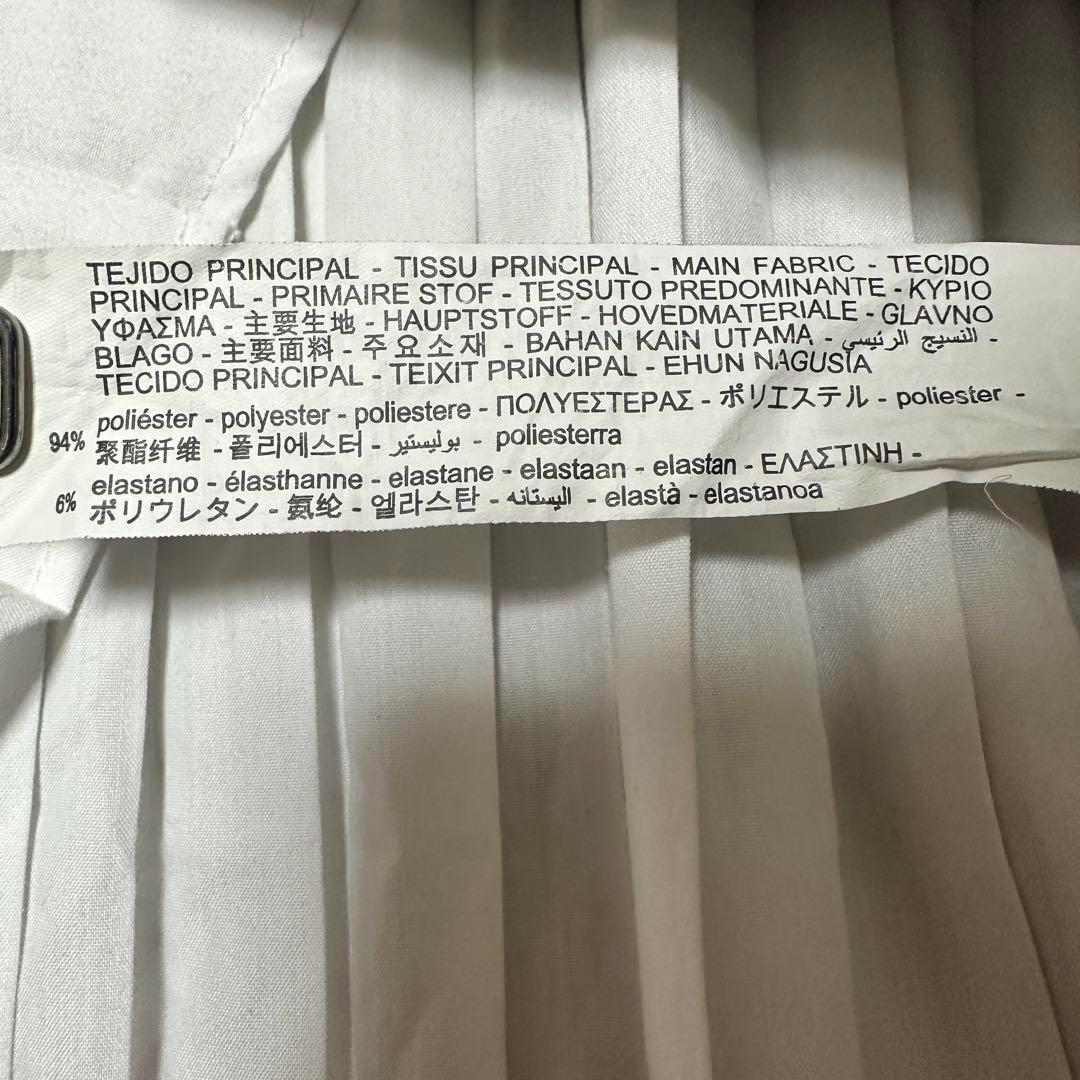 TEJIDO PRINCIPAL - TISSU PRINCIPAL - MAIN FABRIC - TECIDO
PRINCIPAL - PRIMAIRE STOF - TESSUTO PREDOMINANTE - ΚΥΡΙΟ
ΥΦΑΣΜΑ - 主要生地 - HAUPTSTOFF - HOVEDMATERIALE - GLAVNO
BLAGO - 主要面料 - 주요소재 - BAHAN KAIN UTAMA - النسيج الرئيسي -
TECIDO PRINCIPAL - TEIXIT PRINCIPAL - EHUN NAGUSIA
poliéster - polyester - poliestere - ΠΟΛΥΕΣΤΕΡΑΣ - ポリエステル - poliester -
94% 聚酯纤维 - 폴리에스터 - بوليستير - poliesterra
elastano - élasthanne - elastane - elastaan - elastan - ΕΛΑΣΤΙΝΗ -
6% ポリウレタン - 氨纶 - 엘라스탄 - اليستانه - elastà - elastanoa